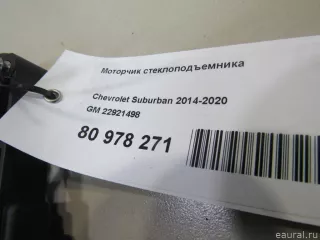 Моторчик стеклоподъемника
Chevrolet Suburban 2014-2020
GM 22921498
80 978 271
eaural.ru